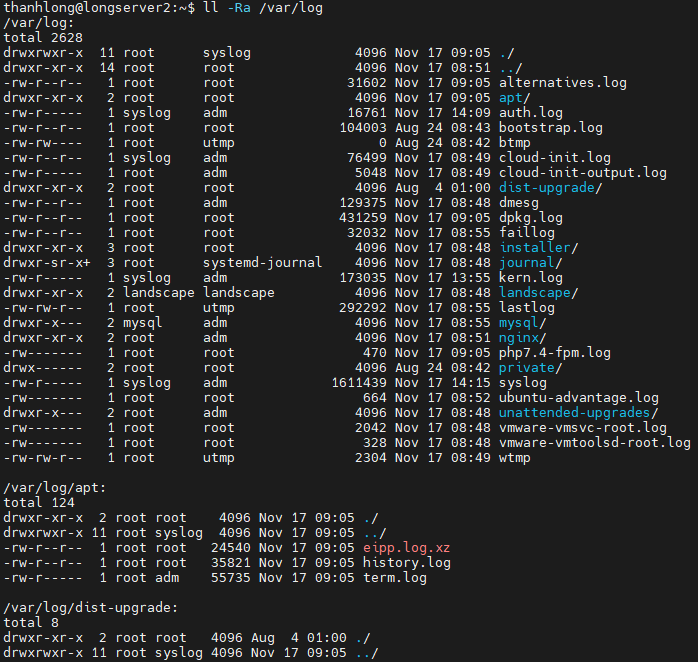 thanhlong@longserver2:~$ ll -Ra /var/log
/var/log:
total 2628
drwxrwxr-x  11 root      syslog             4096 Nov 17 09:05 ./
drwxr-xr-x  14 root      root               4096 Nov 17 08:51 ../
-rw-r--r--   1 root      root              31602 Nov 17 09:05 alternatives.log
drwxr-xr-x   2 root      root               4096 Nov 17 09:05 apt/
-rw-r-----   1 syslog    adm               16761 Nov 17 14:09 auth.log
-rw-r--r--   1 root      root             104003 Aug 24 08:43 bootstrap.log
-rw-rw----   1 root      utmp                  0 Aug 24 08:42 btmp
-rw-r--r--   1 syslog    adm               76499 Nov 17 08:49 cloud-init.log
-rw-r-----   1 root      adm                5048 Nov 17 08:49 cloud-init-output.log
drwxr-xr-x   2 root      root               4096 Aug  4 01:00 dist-upgrade/
-rw-r-----   1 root      adm              129375 Nov 17 08:48 dmesg
-rw-r--r--   1 root      root             431259 Nov 17 09:05 dpkg.log
-rw-r--r--   1 root      root              32032 Nov 17 08:55 faillog
drwxr-xr-x   3 root      root               4096 Nov 17 08:48 installer/
drwxr-sr-x+  3 root      systemd-journal    4096 Nov 17 08:48 journal/
-rw-r-----   1 syslog    adm              173035 Nov 17 13:55 kern.log
drwxr-xr-x   2 landscape landscape          4096 Nov 17 08:48 landscape/
-rw-rw-r--   1 root      utmp             292292 Nov 17 08:55 lastlog
drwxr-x---   2 mysql     adm                4096 Nov 17 08:55 mysql/
drwxr-xr-x   2 root      adm                4096 Nov 17 08:51 nginx/
-rw-------   1 root      root                470 Nov 17 09:05 php7.4-fpm.log
drwx------   2 root      root               4096 Aug 24 08:42 private/
-rw-r-----   1 syslog    adm             1611439 Nov 17 14:15 syslog
-rw-------   1 root      root                664 Nov 17 08:52 ubuntu-advantage.log
drwxr-x---   2 root      adm                4096 Nov 17 08:48 unattended-upgrades/
-rw-------   1 root      root               2042 Nov 17 08:48 vmware-vmsvc-root.log
-rw-------   1 root      root                328 Nov 17 08:48 vmware-vmtoolsd-root.log
-rw-rw-r--   1 root      utmp               2304 Nov 17 08:49 wtmp

/var/log/apt:
total 124
drwxr-xr-x  2 root root    4096 Nov 17 09:05 ./
drwxrwxr-x 11 root syslog  4096 Nov 17 09:05 ../
-rw-r--r--  1 root root   24540 Nov 17 09:05 eipp.log.xz
-rw-r--r--  1 root root   35821 Nov 17 09:05 history.log
-rw-r-----  1 root adm    55735 Nov 17 09:05 term.log

/var/log/dist-upgrade:
total 8
drwxr-xr-x  2 root root   4096 Aug  4 01:00 ./
drwxrwxr-x 11 root syslog 4096 Nov 17 09:05 ../